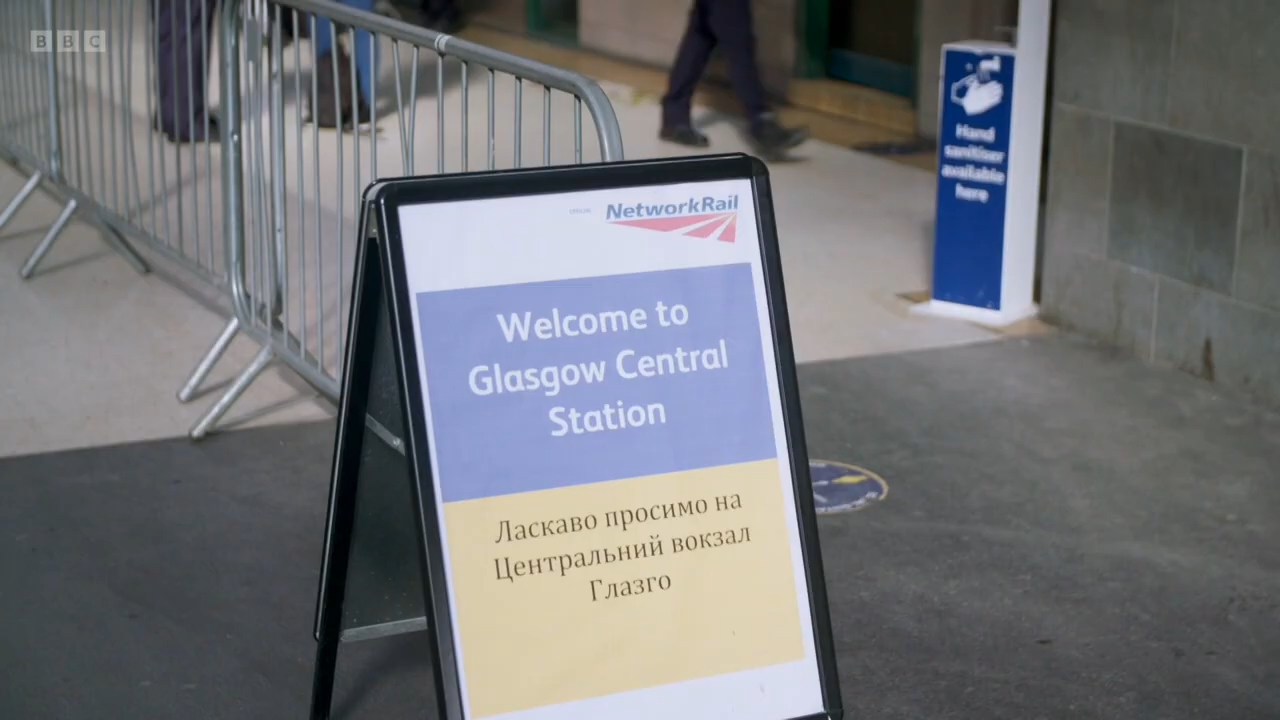 BBC
NetworkRail
Welcome to
Glasgow Central
Station
Ласкаво просимо на
Центральний вокзал
Глазго
Hand
sanitiser
available
here